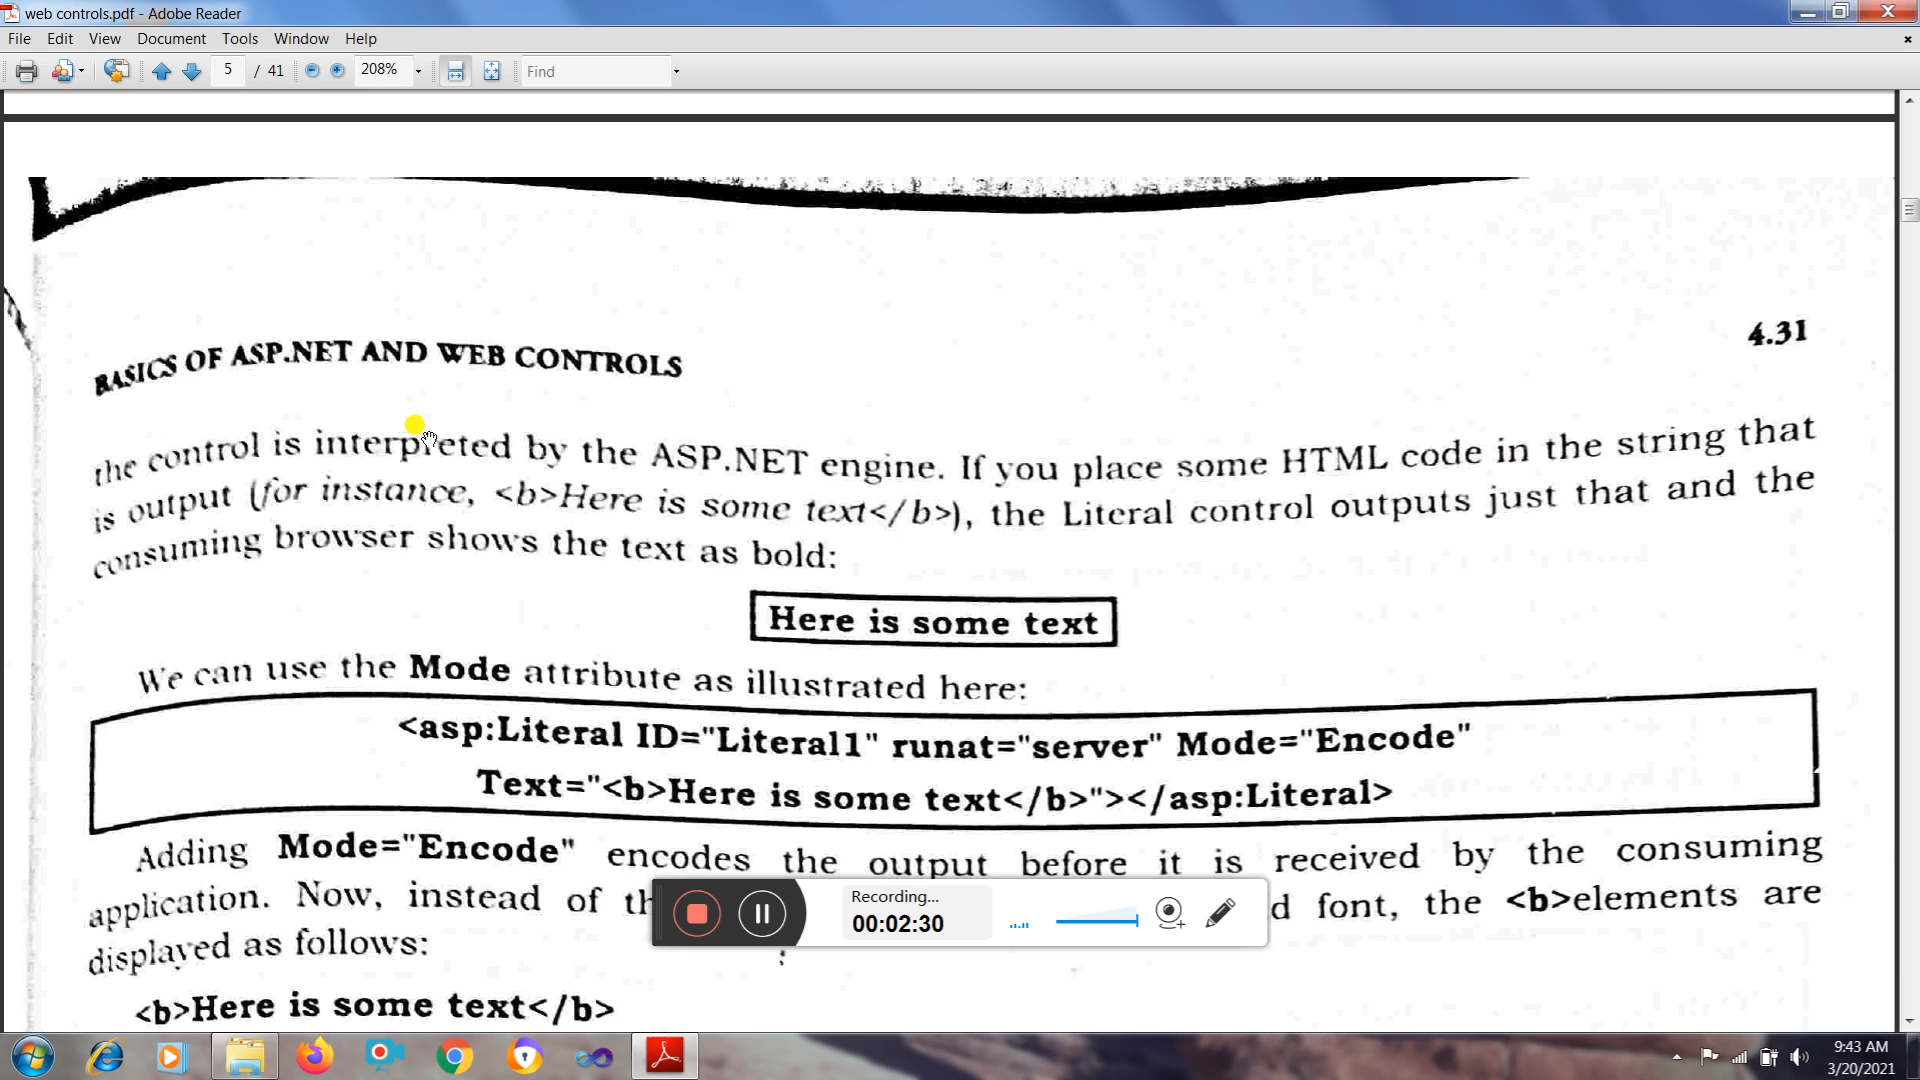 web controls.pdf - Adobe Reader
File Edit View Document Tools Window Help
5 / 41 208% Find
BASICS OF ASP.NET AND WEB CONTROLS 4.31
the control is interpreted by the ASP.NET engine. If you place some HTML code in the string that
is output (for instance, <b>Here is some text</b>), the Literal control outputs just that and the
consuming browser shows the text as bold:
Here is some text
We can use the Mode attribute as illustrated here:
<asp:Literal ID="Literal1" runat="server" Mode="Encode"
Text="<b>Here is some text</b>"></asp:Literal>
Adding Mode="Encode" encodes the output before it is received by the consuming
application. Now, instead of font, the <b>elements are
displayed as follows:
<b>Here is some text</b>
Recording...
00:02:30
9:43 AM
3/20/2021